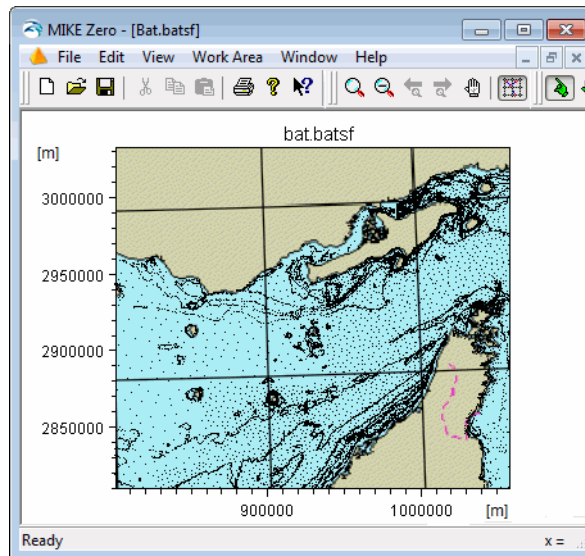 MIKE Zero - [Bat.batsf]
File Edit View Work Area Window Help
bat.batsf
[m]
3000000
2950000
2900000
2850000
900000 1000000 [m]
Ready x =